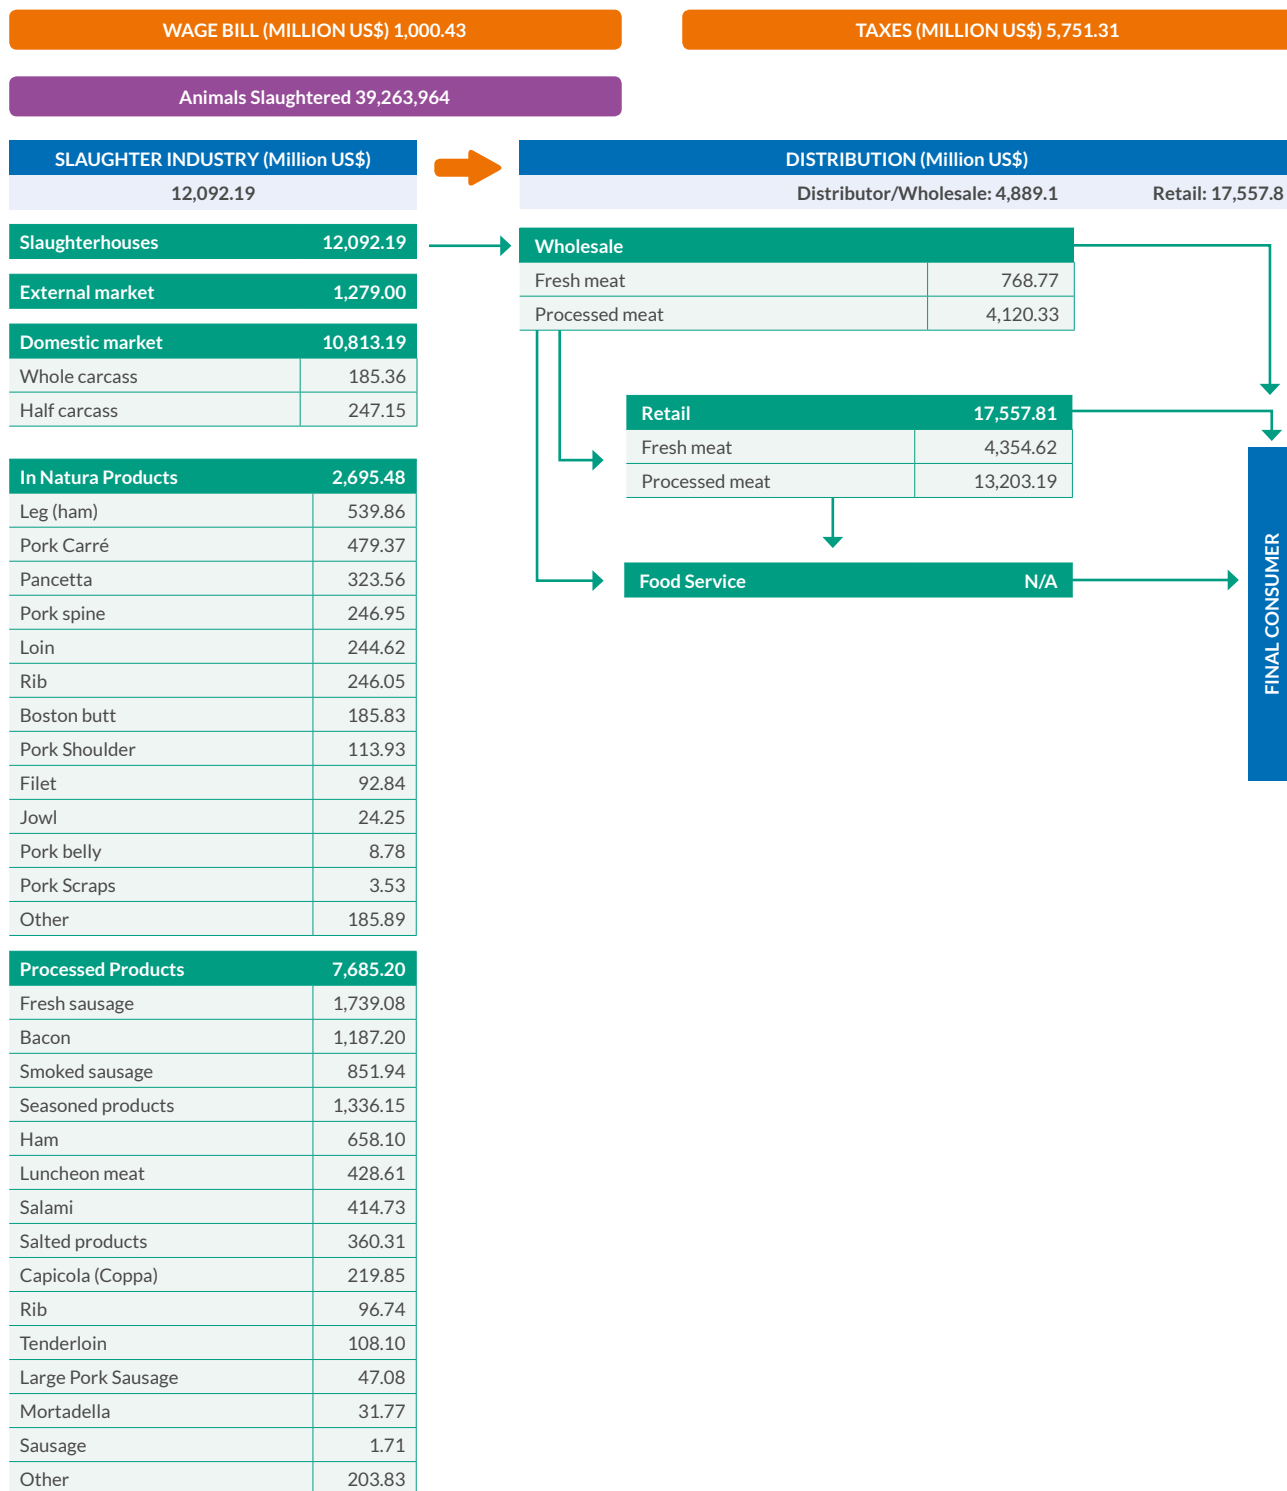 WAGE BILL (MILLION US$) 1,000.43
TAXES (MILLION US$) 5,751.31
Animals Slaughtered 39,263,964
SLAUGHTER INDUSTRY (Million US$)
12,092.19
DISTRIBUTION (Million US$)
Distributor/Wholesale: 4,889.1 Retail: 17,557.8
Slaughterhouses 12,092.19
External market 1,279.00
Domestic market 10,813.19
Whole carcass 185.36
Half carcass 247.15
In Natura Products 2,695.48
Leg (ham) 539.86
Pork Carré 479.37
Pancetta 323.56
Pork spine 246.95
Loin 244.62
Rib 246.05
Boston butt 185.83
Pork Shoulder 113.93
Filet 92.84
Jowl 24.25
Pork belly 8.78
Pork Scraps 3.53
Other 185.89
Processed Products 7,685.20
Fresh sausage 1,739.08
Bacon 1,187.20
Smoked sausage 851.94
Seasoned products 1,336.15
Ham 658.10
Luncheon meat 428.61
Salami 414.73
Salted products 360.31
Capicola (Coppa) 219.85
Rib 96.74
Tenderloin 108.10
Large Pork Sausage 47.08
Mortadella 31.77
Sausage 1.71
Other 203.83
Wholesale
Fresh meat 768.77
Processed meat 4,120.33
Retail 17,557.81
Fresh meat 4,354.62
Processed meat 13,203.19
Food Service N/A
FINAL CONSUMER